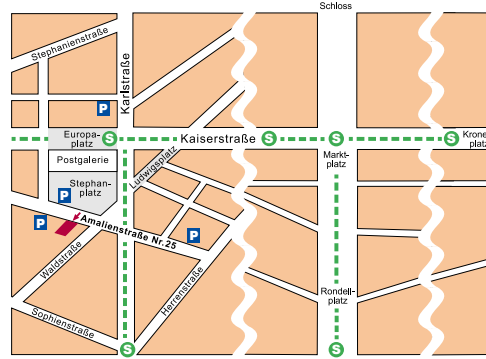 Schloss
Stephanienstraße
Karlstraße
P
Europa-
platz
S
Kaiserstraße
S
S
S
Krone
platz
Markt-
platz
Postgalerie
Ludwigsplatz
Stephan-
platz
P
P
Amalienstraße Nr.25
P
Waldstraße
Herrenstraße
Sophienstraße
Rondell-
platz
S
S